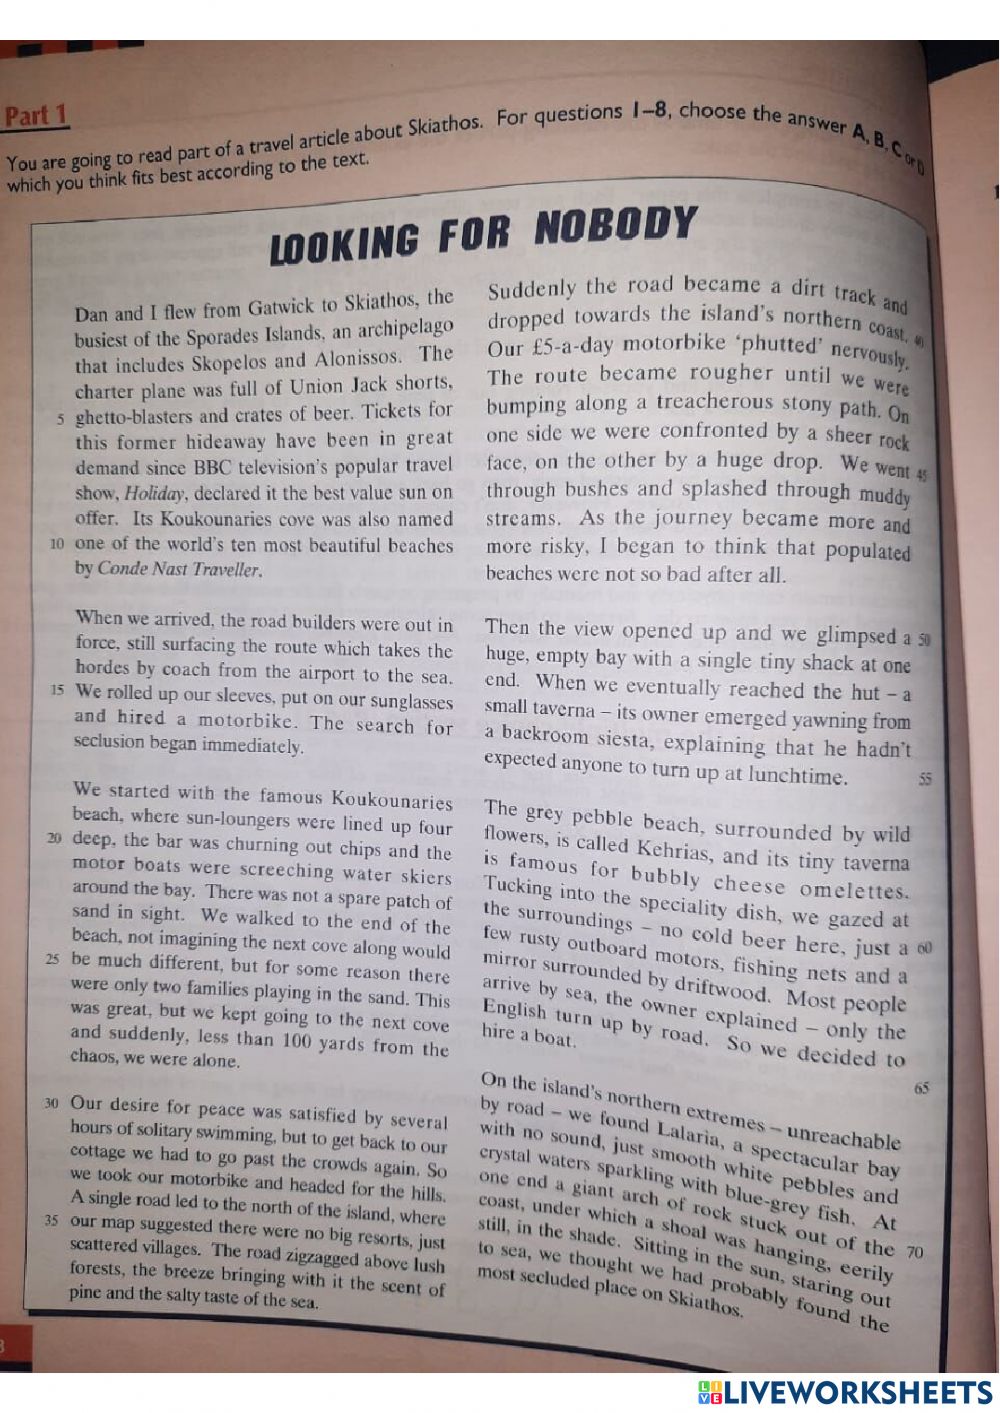 Part 1
You are going to read part of a travel article about Skiathos. For questions 1–8, choose the answer A, B, C or D
which you think fits best according to the text.
LOOKING FOR NOBODY
Dan and I flew from Gatwick to Skiathos, the
busiest of the Sporades Islands, an archipelago
that includes Skopelos and Alonissos. The
charter plane was full of Union Jack shorts,
5 ghetto-blasters and crates of beer. Tickets for
this former hideaway have been in great
demand since BBC television's popular travel
show, Holiday, declared it the best value sun on
offer. Its Koukounaries cove was also named
10 one of the world's ten most beautiful beaches
by Conde Nast Traveller.
When we arrived, the road builders were out in
force, still surfacing the route which takes the
hordes by coach from the airport to the sea.
15 We rolled up our sleeves, put on our sunglasses
and hired a motorbike. The search for
seclusion began immediately.
We started with the famous Koukounaries
beach, where sun-loungers were lined up four
20 deep, the bar was churning out chips and the
motor boats were screeching water skiers
around the bay. There was not a spare patch of
sand in sight. We walked to the end of the
beach, not imagining the next cove along would
25 be much different, but for some reason there
were only two families playing in the sand. This
was great, but we kept going to the next cove
and suddenly, less than 100 yards from the
chaos, we were alone.
30 Our desire for peace was satisfied by several
hours of solitary swimming, but to get back to our
cottage we had to go past the crowds again. So
we took our motorbike and headed for the hills.
A single road led to the north of the island, where
35 our map suggested there were no big resorts, just
scattered villages. The road zigzagged above lush
forests, the breeze bringing with it the scent of
pine and the salty taste of the sea.
Suddenly the road became a dirt track and
dropped towards the island's northern coast. 40
Our £5-a-day motorbike 'phutted' nervously.
The route became rougher until we were
bumping along a treacherous stony path. On
one side we were confronted by a sheer rock
face, on the other by a huge drop. We went 45
through bushes and splashed through muddy
streams. As the journey became more and
more risky, I began to think that populated
beaches were not so bad after all.
Then the view opened up and we glimpsed a 50
huge, empty bay with a single tiny shack at one
end. When we eventually reached the hut – a
small taverna – its owner emerged yawning from
a backroom siesta, explaining that he hadn't
expected anyone to turn up at lunchtime. 55
The grey pebble beach, surrounded by wild
flowers, is called Kehrias, and its tiny taverna
is famous for bubbly cheese omelettes.
Tucking into the speciality dish, we gazed at
the surroundings – no cold beer here, just a 60
few rusty outboard motors, fishing nets and a
mirror surrounded by driftwood. Most people
arrive by sea, the owner explained – only the
English turn up by road. So we decided to
hire a boat. 65
On the island's northern extremes – unreachable
by road – we found Lalaria, a spectacular bay
with no sound, just smooth white pebbles and
crystal waters sparkling with blue-grey fish. At
one end a giant arch of rock stuck out of the 70
coast, under which a shoal was hanging, eerily
still, in the shade. Sitting in the sun, staring out
to sea, we thought we had probably found the
most secluded place on Skiathos.
LIVEWORKSHEETS